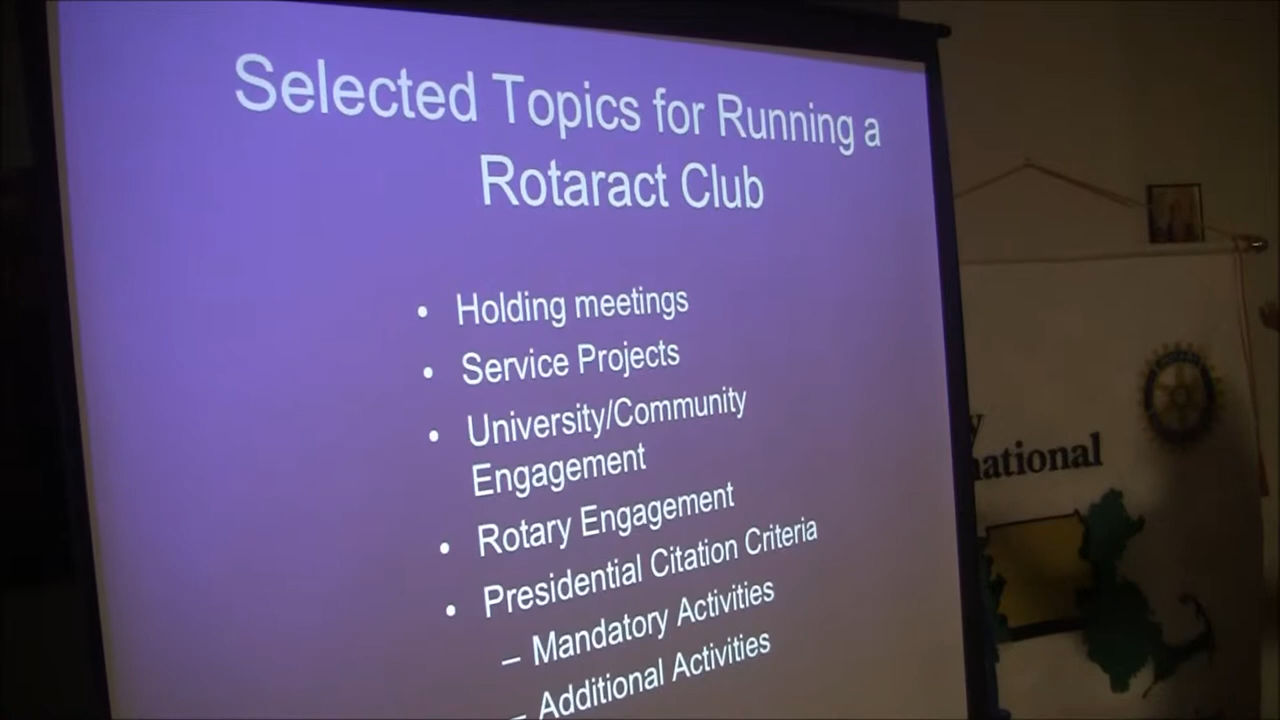 Selected Topics for Running a
Rotaract Club
• Holding meetings
• Service Projects
• University/Community
Engagement
• Rotary Engagement
• Presidential Citation Criteria
– Mandatory Activities
– Additional Activities